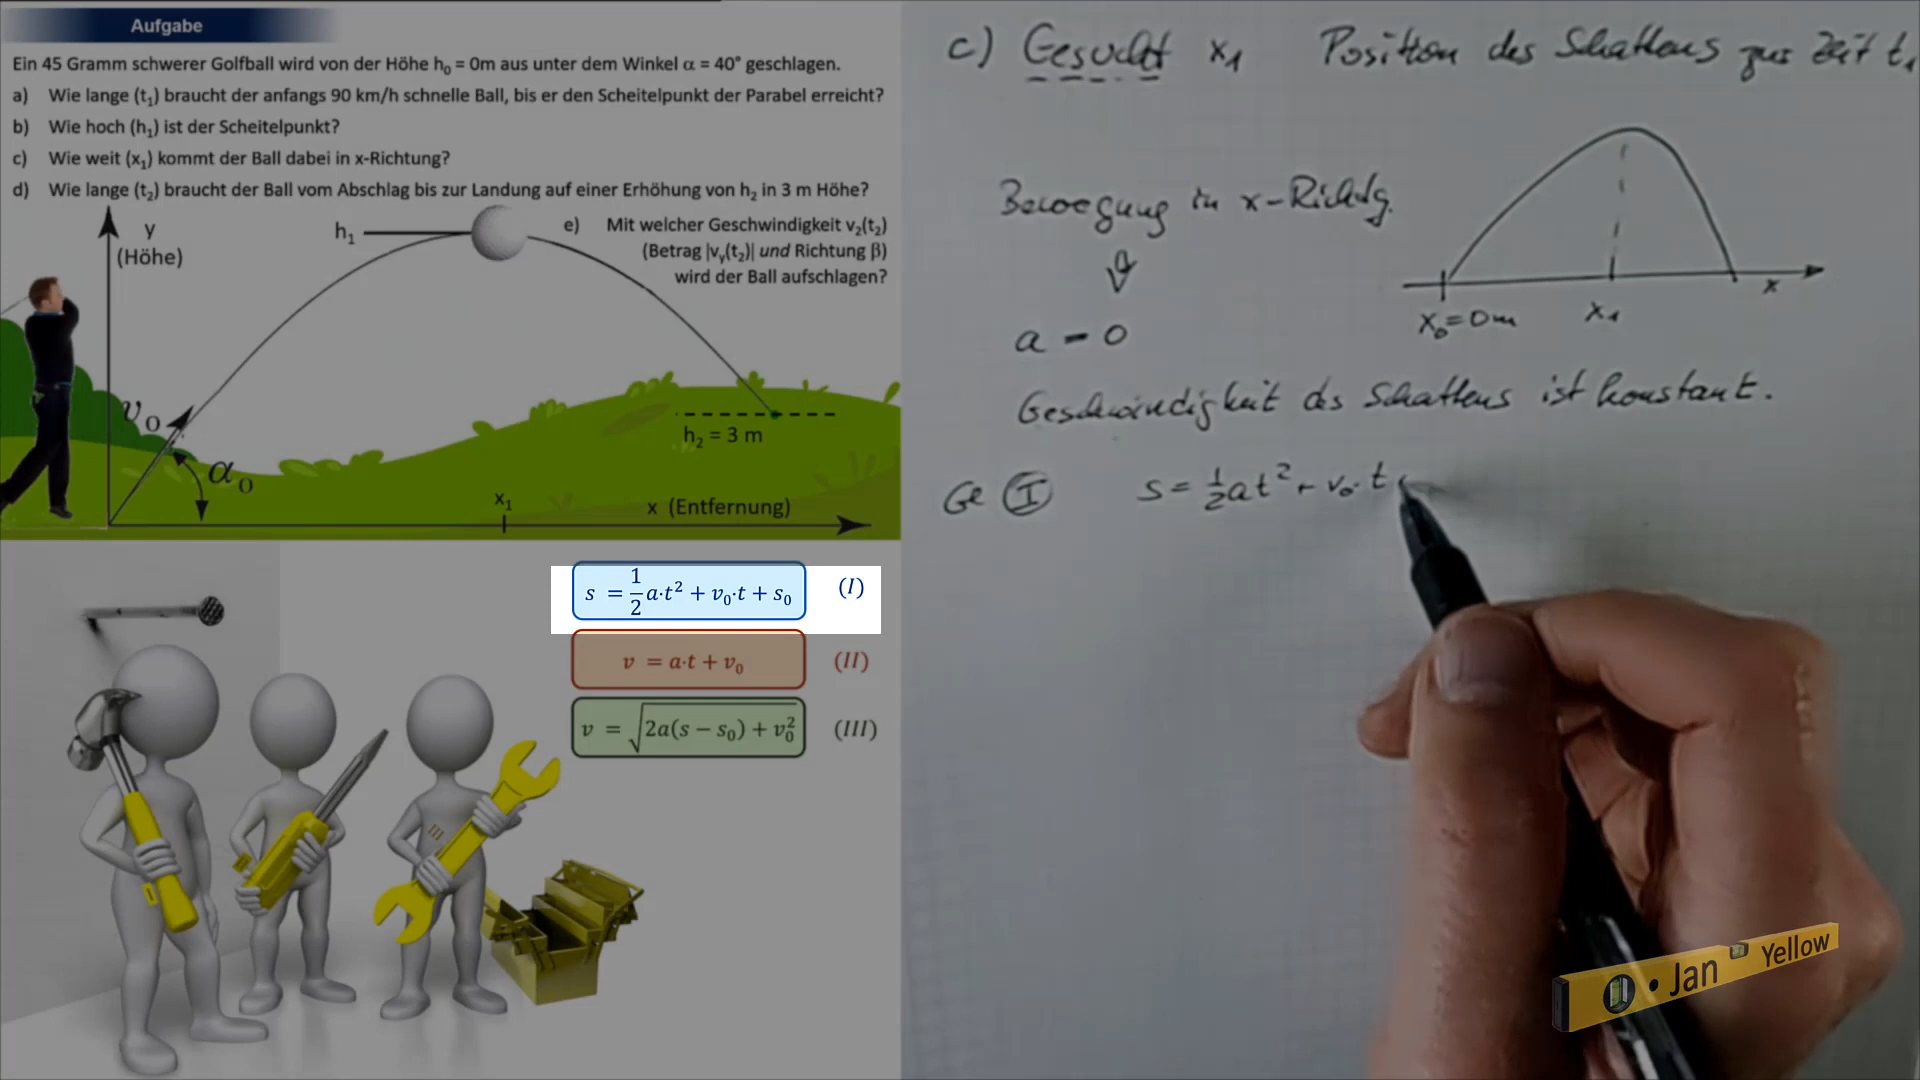 Aufgabe
Ein 45 Gramm schwerer Golfball wird von der Höhe h₀ = 0m aus unter dem Winkel α = 40° geschlagen.
a) Wie lange (t₁) braucht der anfangs 90 km/h schnelle Ball, bis er den Scheitelpunkt der Parabel erreicht?
b) Wie hoch (h₁) ist der Scheitelpunkt?
c) Wie weit (x₁) kommt der Ball dabei in x-Richtung?
d) Wie lange (t₂) braucht der Ball vom Abschlag bis zur Landung auf einer Erhöhung von h₂ in 3 m Höhe?
e) Mit welcher Geschwindigkeit v₂(t₂)
(Betrag |vᵧ(t₂)| und Richtung β)
wird der Ball aufschlagen?
y
(Höhe)
h₁
v₀
α₀
h₂ = 3 m
x₁
x (Entfernung)
s = 1/2 a·t² + v₀·t + s₀ (I)
v = a·t + v₀ (II)
v = √(2a(s − s₀) + v₀²) (III)
III
c) Gesucht x₁ Position des Schattens zur Zeit t₁
Bewegung in x-Richtg.
a = 0
x₀=0m x₁ x
Geschwindigkeit des Schattens ist konstant.
Ge (I) s = 1/2 at² + v₀·t
Jan Yellow